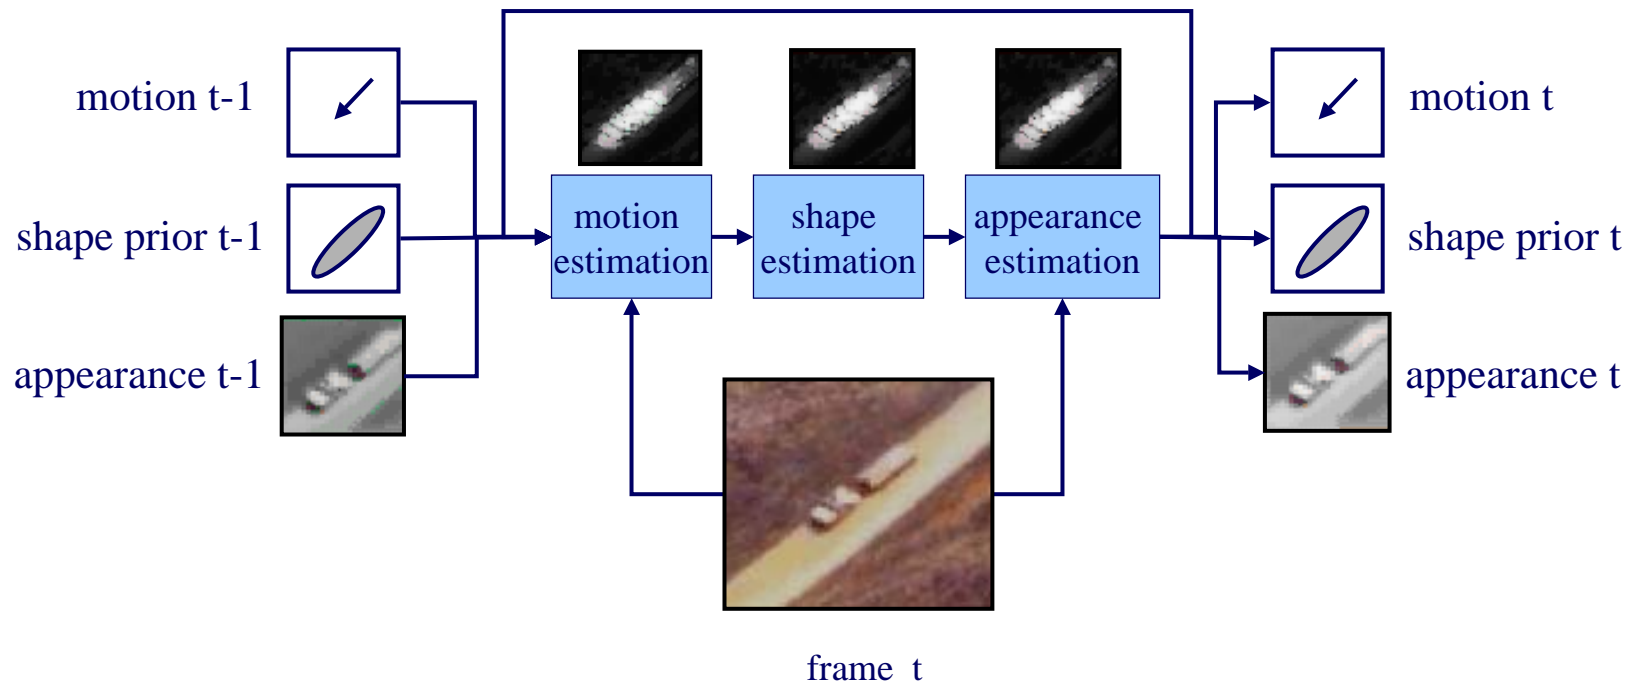 motion t-1
shape prior t-1
appearance t-1
motion
estimation
shape
estimation
appearance
estimation
motion t
shape prior t
appearance t
frame t